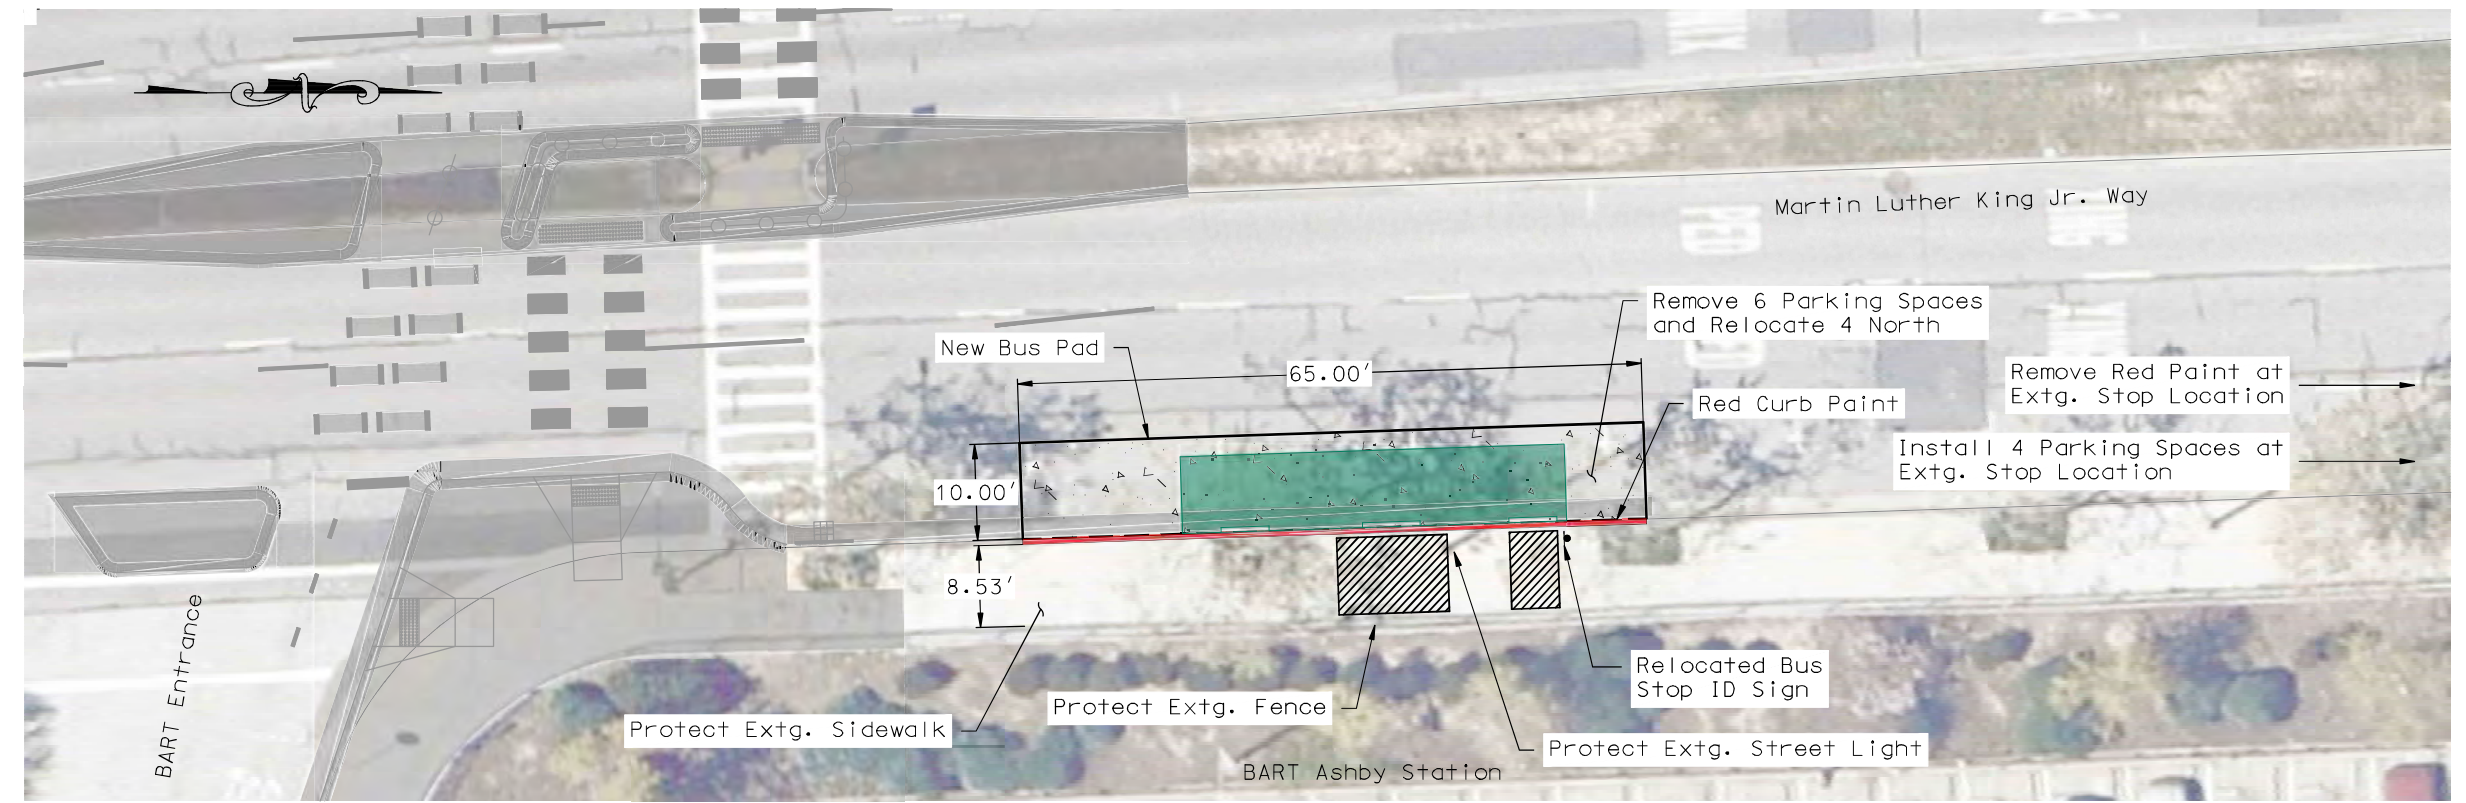 Martin Luther King Jr. Way
Remove 6 Parking Spaces
and Relocate 4 North
New Bus Pad
65.00'
Remove Red Paint at
Extg. Stop Location
Red Curb Paint
Install 4 Parking Spaces at
Extg. Stop Location
10.00'
8.53'
BART Entrance
Relocated Bus
Stop ID Sign
Protect Extg. Fence
Protect Extg. Sidewalk
Protect Extg. Street Light
BART Ashby Station
PED